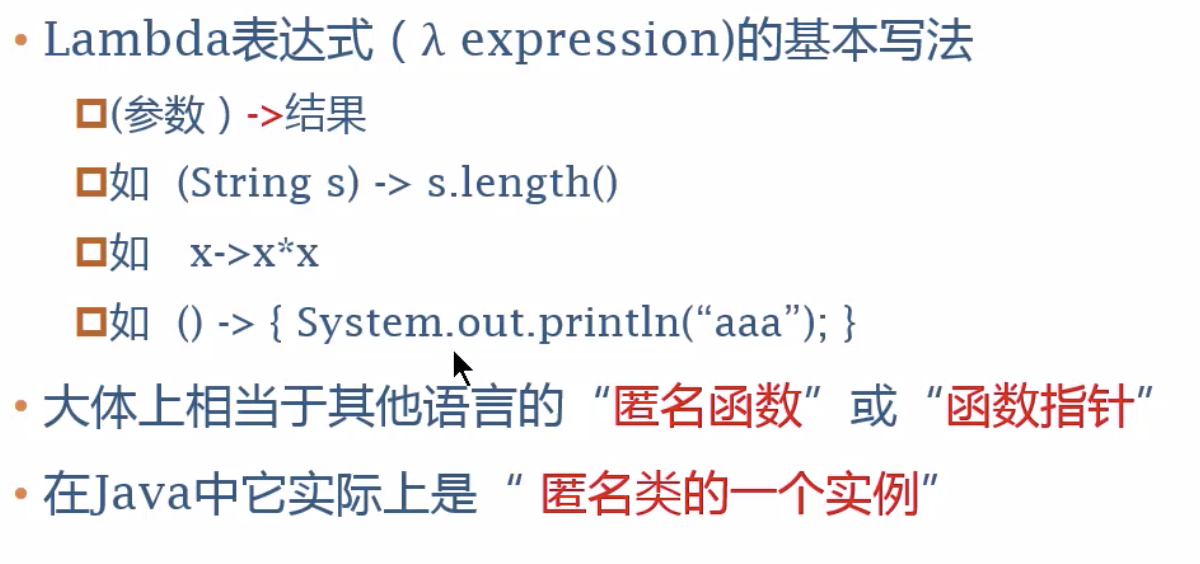 • Lambda表达式 ( λ expression)的基本写法
(参数 ) ->结果
如 (String s) -> s.length()
如 x->x*x
如 () -> { System.out.println(“aaa”); }
• 大体上相当于其他语言的“匿名函数”或“函数指针”
• 在Java中它实际上是“ 匿名类的一个实例”